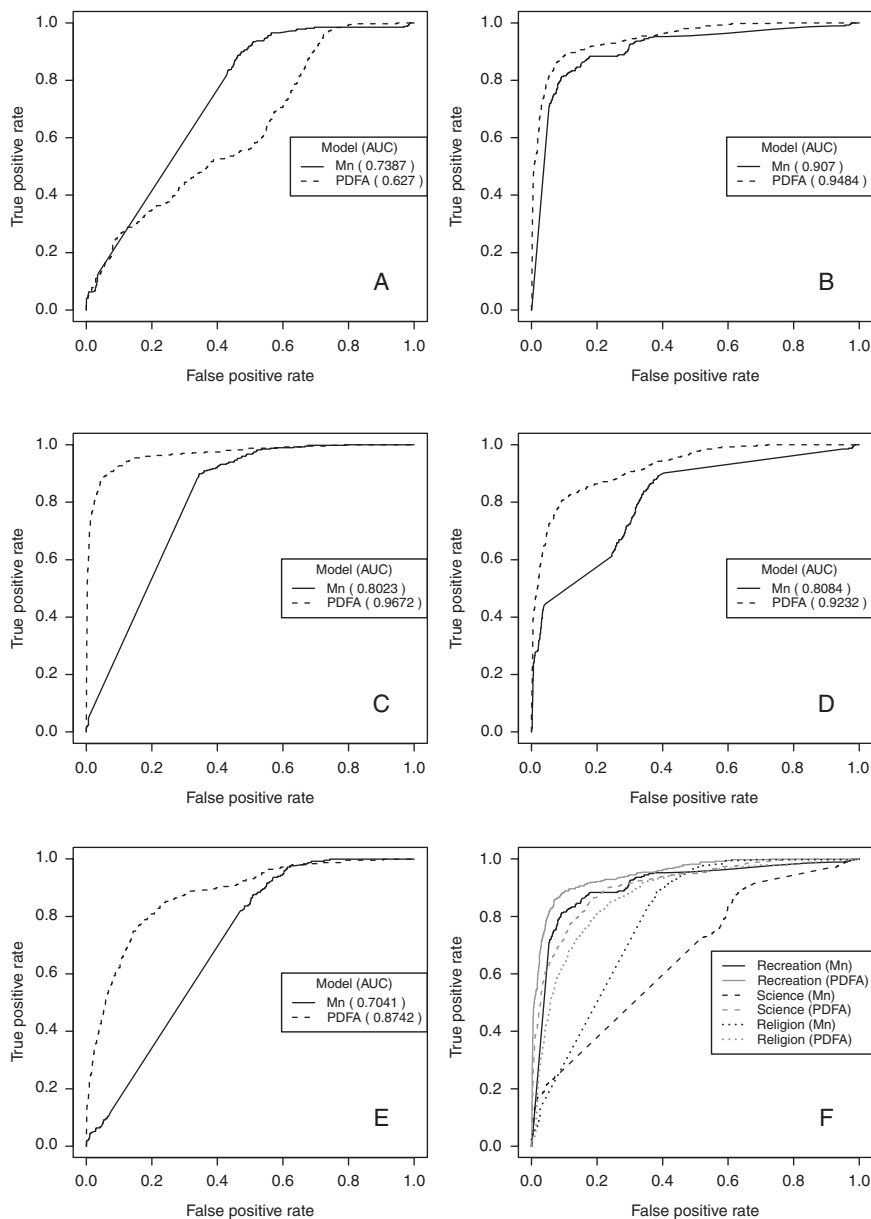 1.0
0.8
0.6
0.4
0.2
0.0
True positive rate
Model (AUC)
Mn ( 0.7387 )
PDFA ( 0.627 )
A
0.0 0.2 0.4 0.6 0.8 1.0
False positive rate
1.0
0.8
0.6
0.4
0.2
0.0
True positive rate
Model (AUC)
Mn ( 0.907 )
PDFA ( 0.9484 )
B
0.0 0.2 0.4 0.6 0.8 1.0
False positive rate
1.0
0.8
0.6
0.4
0.2
0.0
True positive rate
Model (AUC)
Mn ( 0.8023 )
PDFA ( 0.9672 )
C
0.0 0.2 0.4 0.6 0.8 1.0
False positive rate
1.0
0.8
0.6
0.4
0.2
0.0
True positive rate
Model (AUC)
Mn ( 0.8084 )
PDFA ( 0.9232 )
D
0.0 0.2 0.4 0.6 0.8 1.0
False positive rate
1.0
0.8
0.6
0.4
0.2
0.0
True positive rate
Model (AUC)
Mn ( 0.7041 )
PDFA ( 0.8742 )
E
0.0 0.2 0.4 0.6 0.8 1.0
False positive rate
1.0
0.8
0.6
0.4
0.2
0.0
True positive rate
Recreation (Mn)
Recreation (PDFA)
Science (Mn)
Science (PDFA)
Religion (Mn)
Religion (PDFA)
F
0.0 0.2 0.4 0.6 0.8 1.0
False positive rate